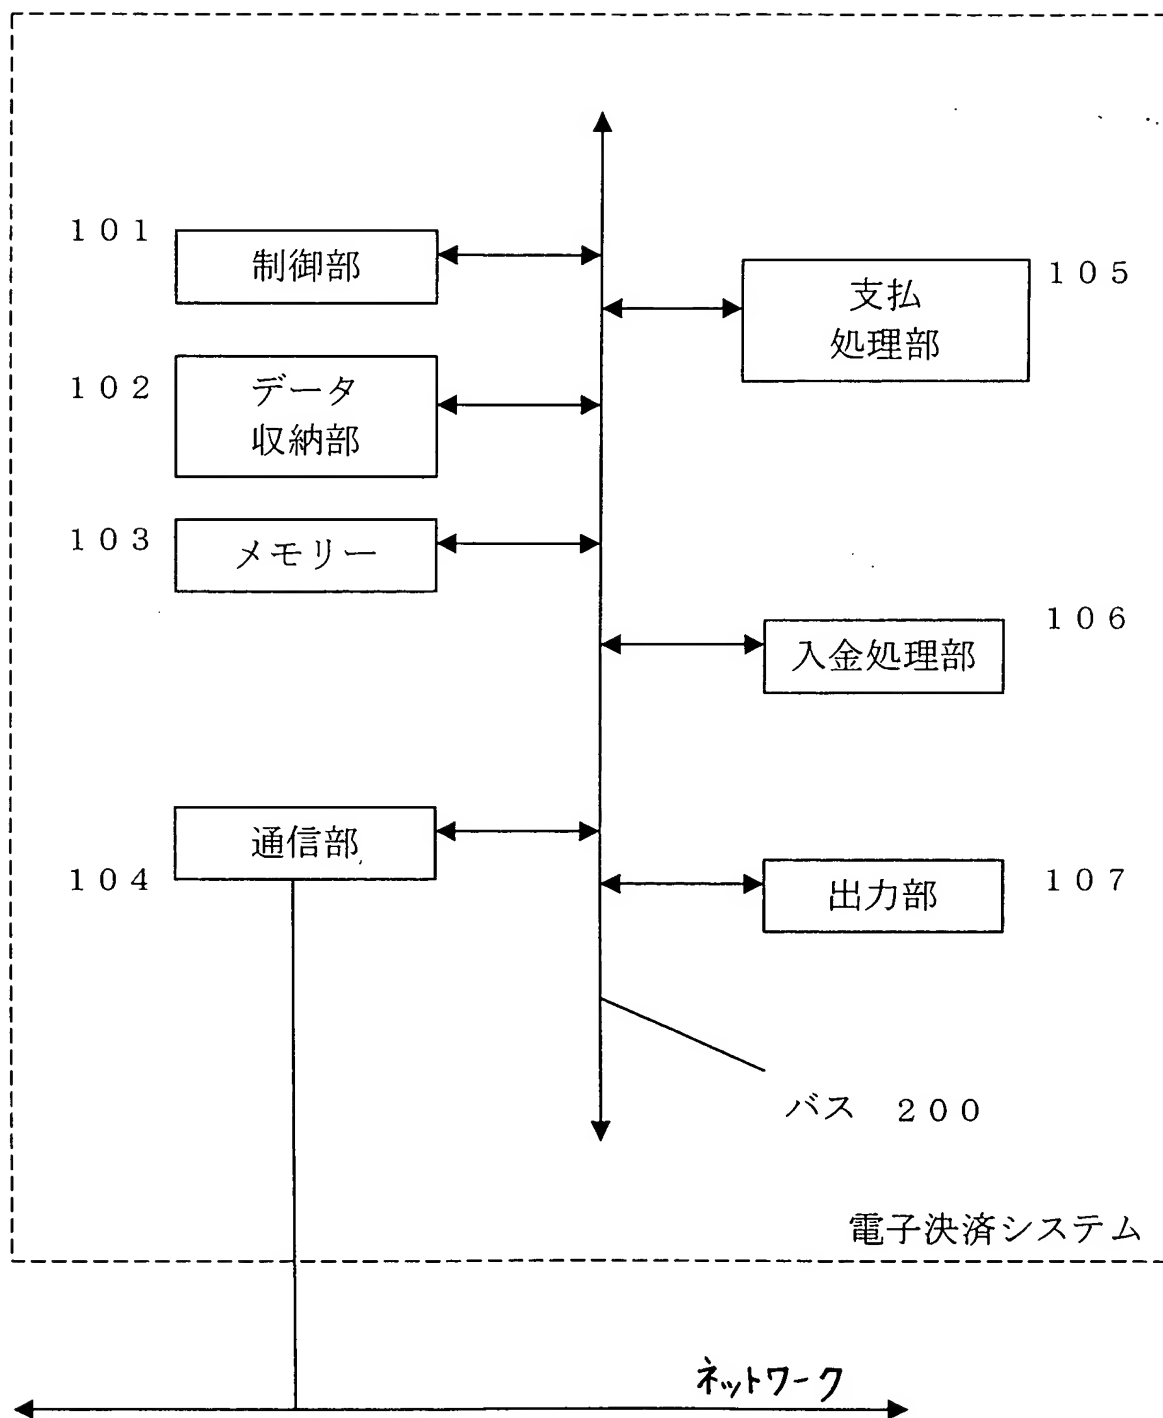 １０１
制御部
１０５
支払
処理部
１０２
データ
収納部
１０３
メモリー
１０６
入金処理部
通信部
１０４
１０７
出力部
バス　２００
電子決済システム
ネットワーク